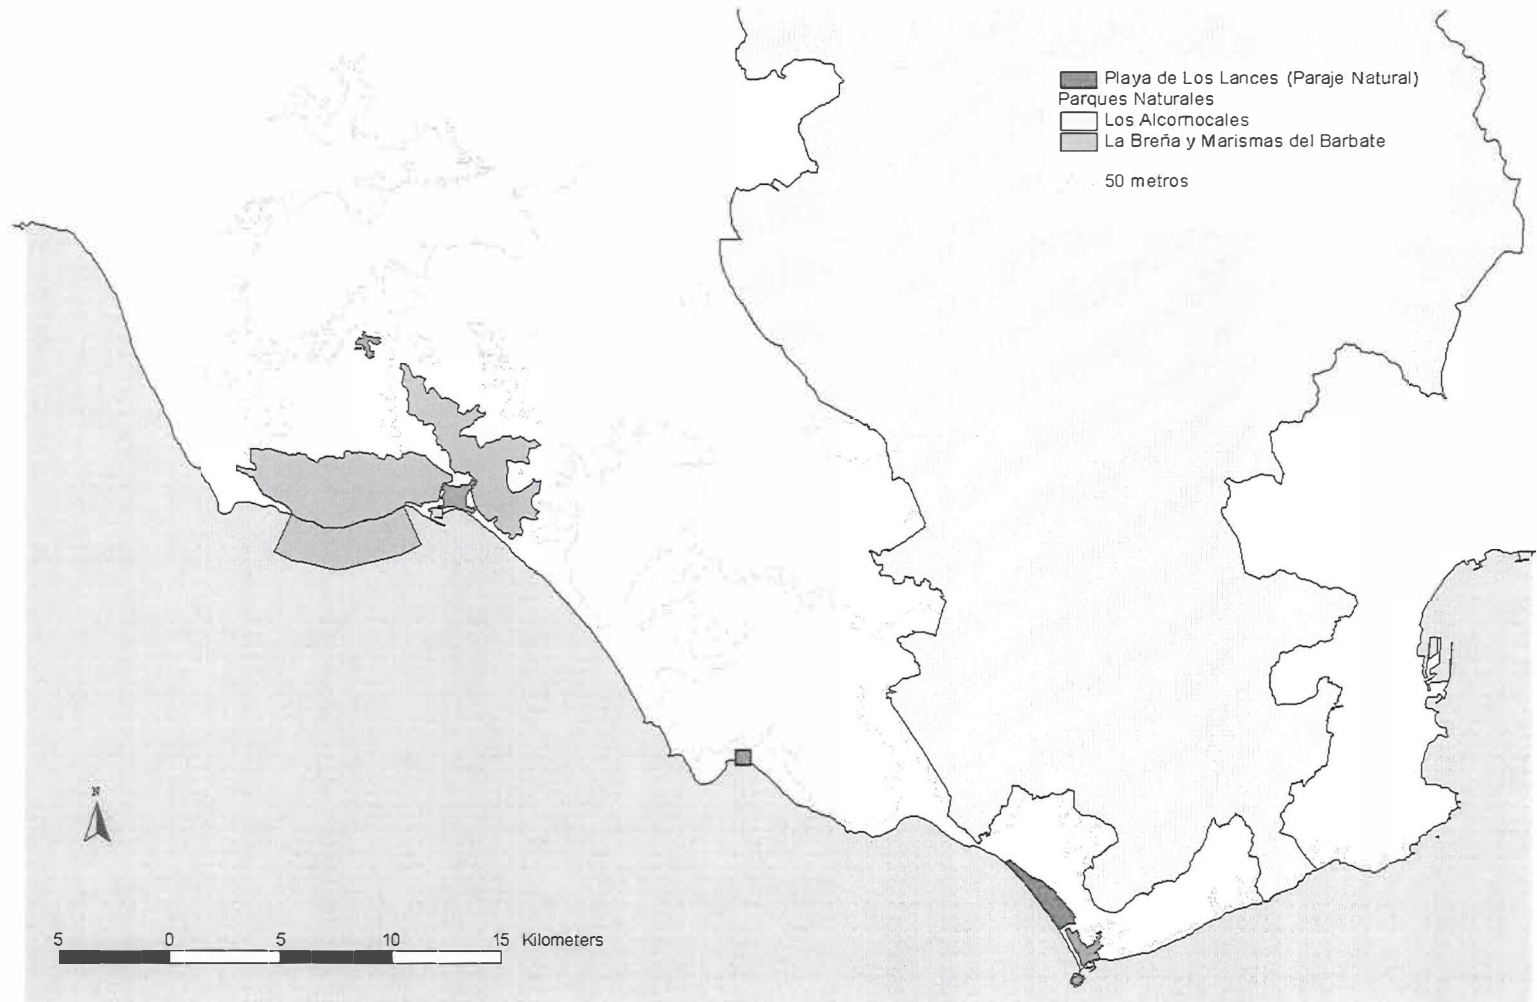 Playa de Los Lances (Paraje Natural)
Parques Naturales
Los Alcornocales
La Breña y Marismas del Barbate
50 metros
N
5 0 5 10 15 Kilometers